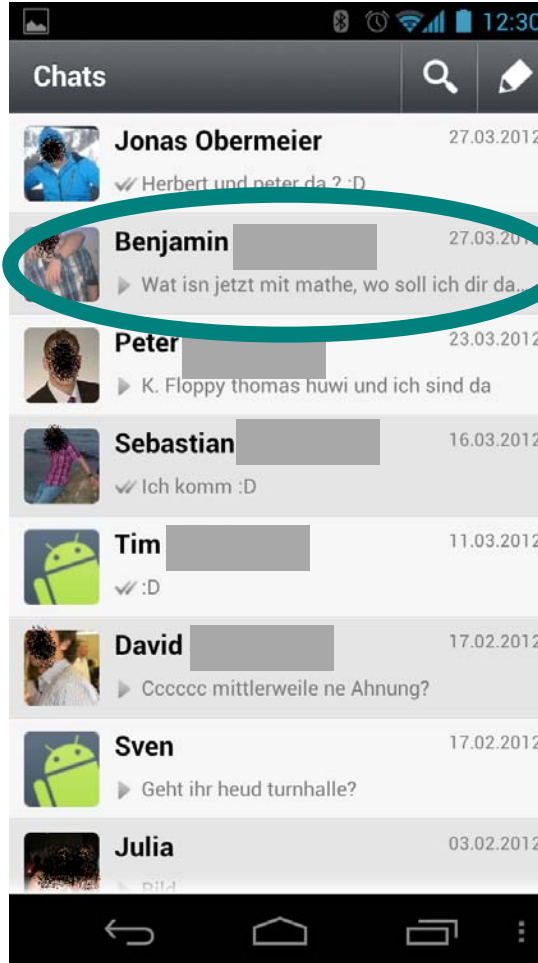 12:30
Chats
Jonas Obermeier 27.03.2012
Herbert und peter da ? :D
Benjamin 27.03.2012
Wat isn jetzt mit mathe, wo soll ich dir da...
Peter 23.03.2012
K. Floppy thomas huwi und ich sind da
Sebastian 16.03.2012
Ich komm :D
Tim 11.03.2012
:D
David 17.02.2012
Cccccc mittlerweile ne Ahnung?
Sven 17.02.2012
Geht ihr heud turnhalle?
Julia 03.02.2012
Bild